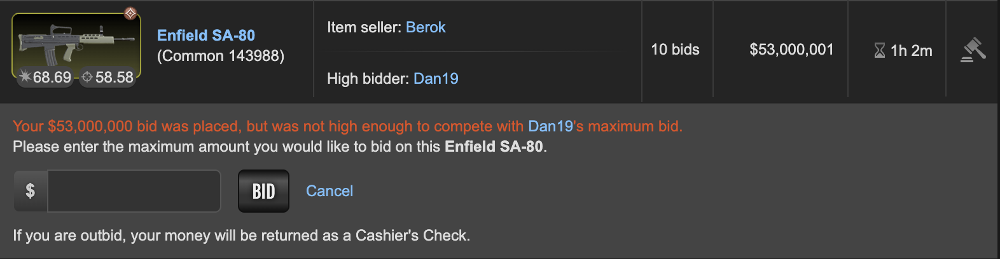 Enfield SA-80
(Common 143988)
68.69 58.58
Item seller: Berok
High bidder: Dan19
10 bids
$53,000,001
1h 2m
Your $53,000,000 bid was placed, but was not high enough to compete with Dan19's maximum bid.
Please enter the maximum amount you would like to bid on this Enfield SA-80.
$
BID
Cancel
If you are outbid, your money will be returned as a Cashier's Check.